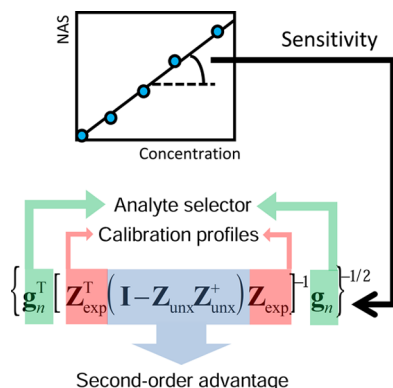 NAS
Sensitivity
Concentration
Analyte selector
Calibration profiles
{g_n^T[Z_exp^T(I – Z_unx Z_unx^+)Z_exp]^-1 g_n}^-1/2
Second-order advantage